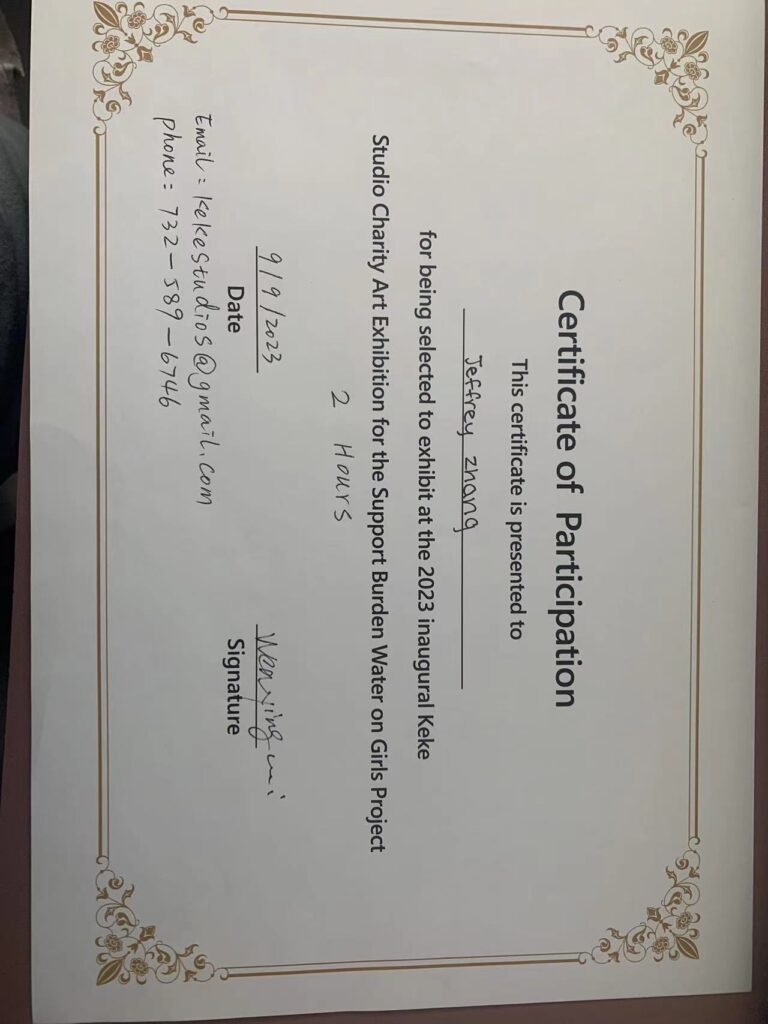 Certificate of Participation
This certificate is presented to
Jeffrey zhang
for being selected to exhibit at the 2023 inaugural Keke
Studio Charity Art Exhibition for the Support Burden Water on Girls Project
2 Hours
9/9/2023
Date
Signature
Email: kekestudios@gmail.com
phone: 732-589-6746